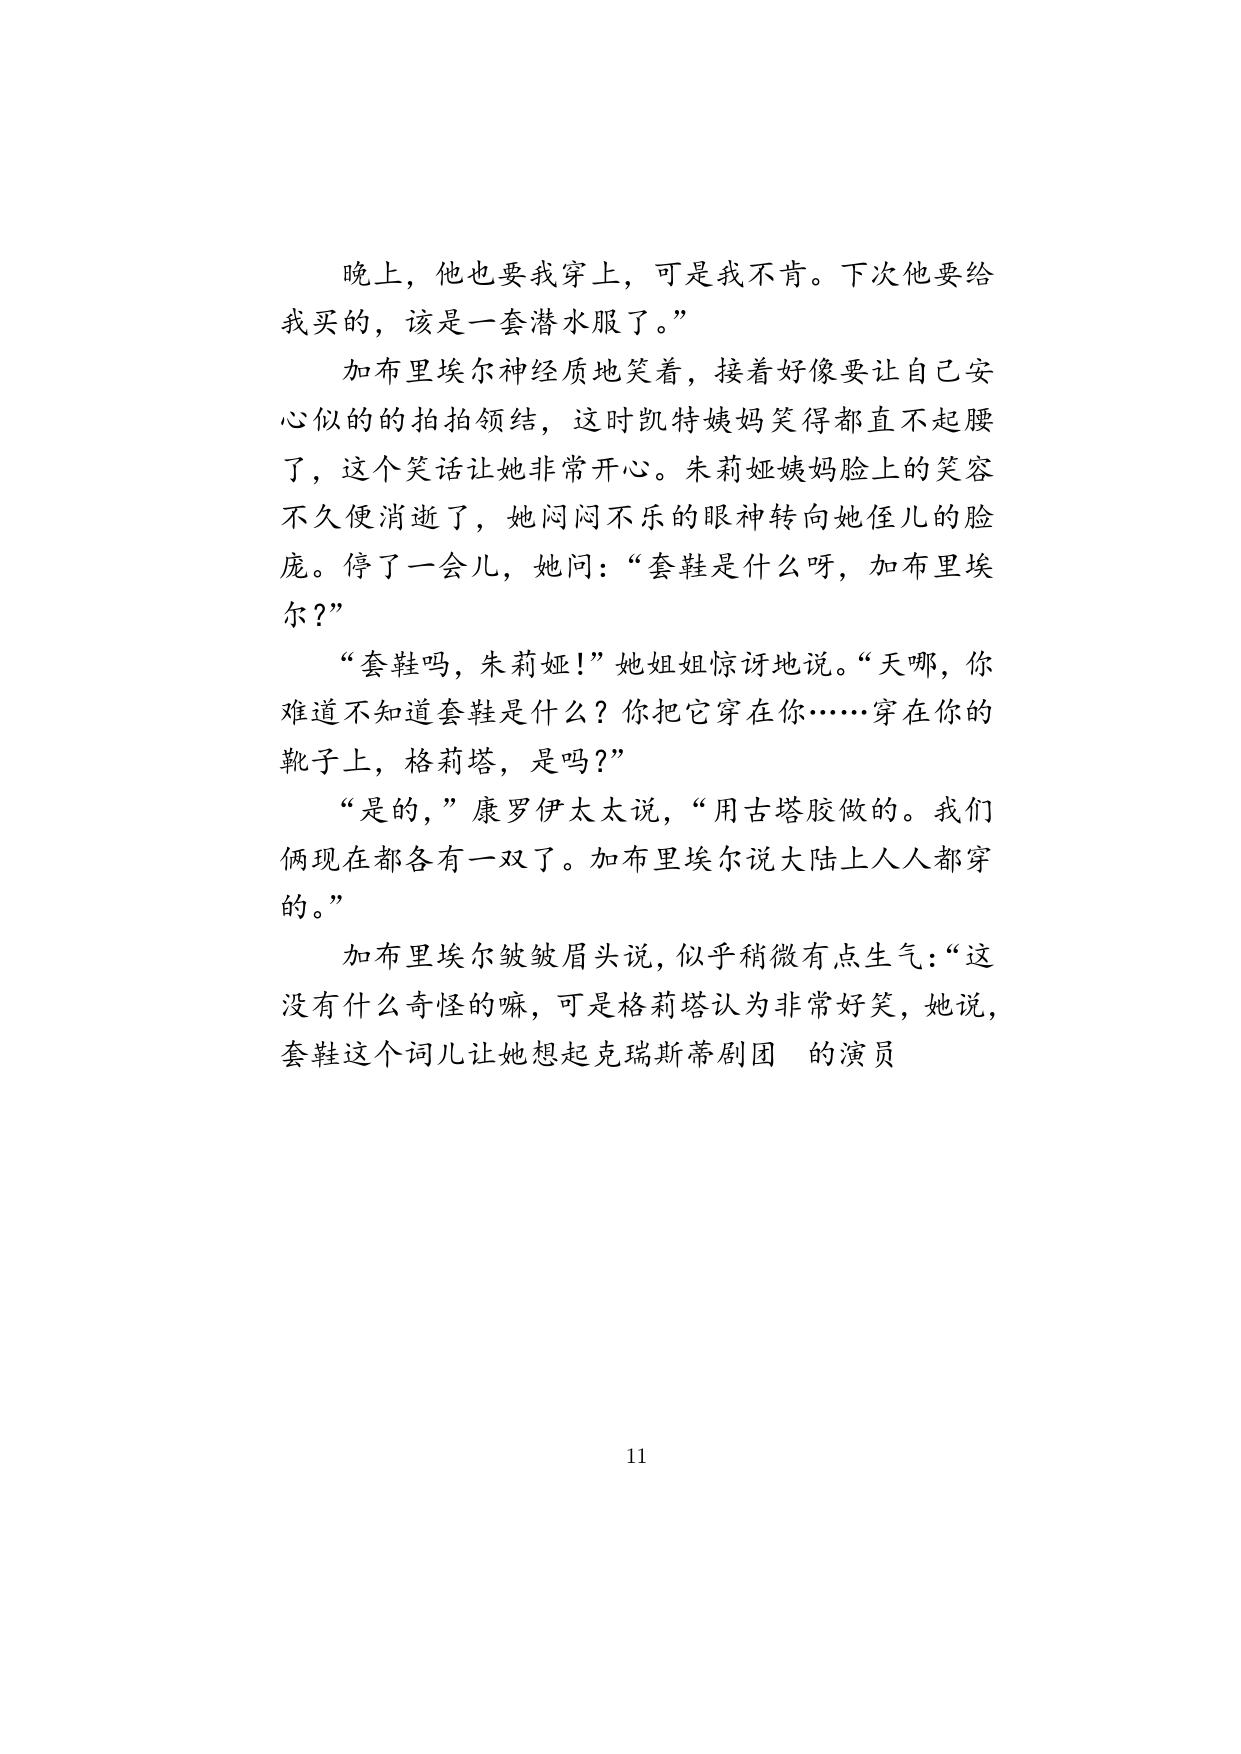 晚上，他也要我穿上，可是我不肯。下次他要给
我买的，该是一套潜水服了。”
加布里埃尔神经质地笑着，接着好像要让自己安
心似的的拍拍领结，这时凯特姨妈笑得都直不起腰
了，这个笑话让她非常开心。朱莉娅姨妈脸上的笑容
不久便消逝了，她闷闷不乐的眼神转向她侄儿的脸
庞。停了一会儿，她问：“套鞋是什么呀，加布里埃
尔？”
“套鞋吗，朱莉娅！”她姐姐惊讶地说。“天哪，你
难道不知道套鞋是什么？你把它穿在你……穿在你的
靴子上，格莉塔，是吗？”
“是的，”康罗伊太太说，“用古塔胶做的。我们
俩现在都各有一双了。加布里埃尔说大陆上人人都穿
的。”
加布里埃尔皱皱眉头说，似乎稍微有点生气：“这
没有什么奇怪的嘛，可是格莉塔认为非常好笑，她说，
套鞋这个词儿让她想起克瑞斯蒂剧团　的演员
11